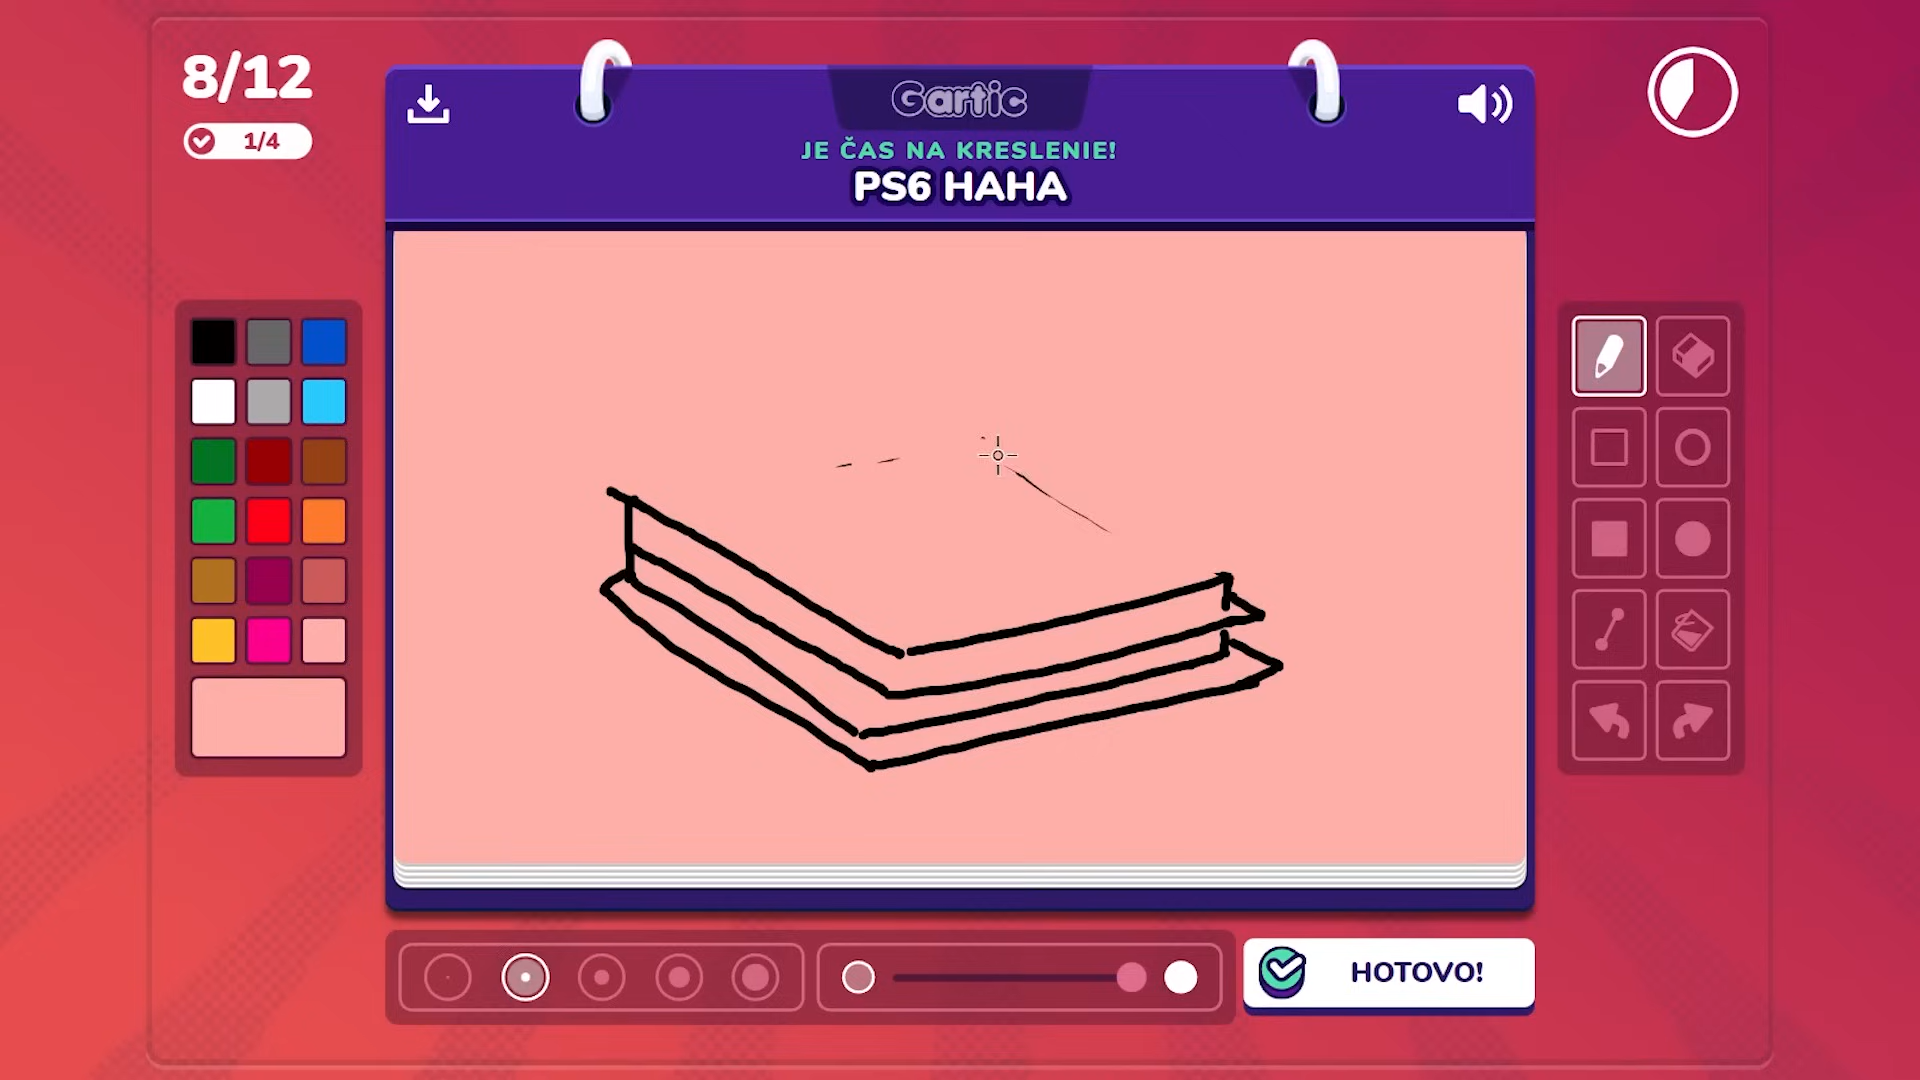 8/12
1/4
Gartic
JE ČAS NA KRESLENIE!
PS6 HAHA
HOTOVO!